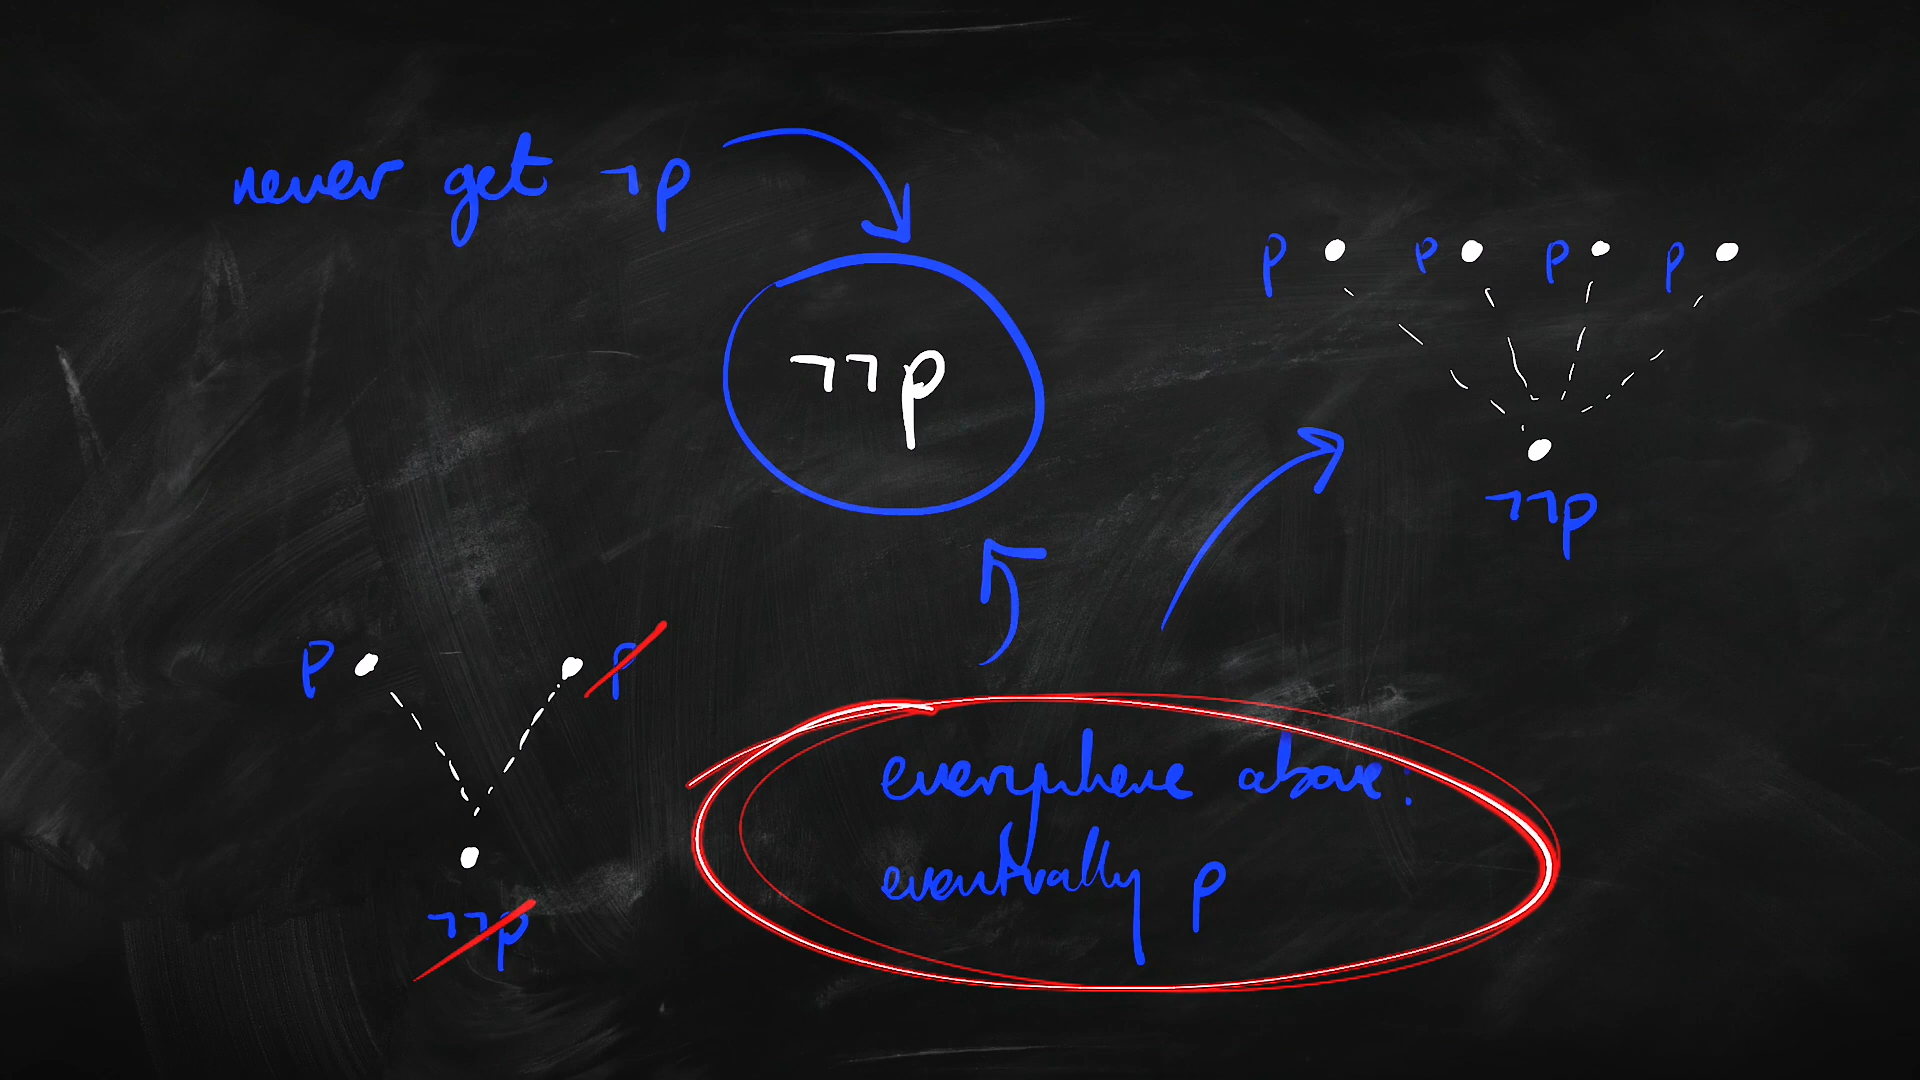 never get ¬p
p p p p
¬¬p
¬¬p
p p
everywhere above:
eventually p
¬¬p